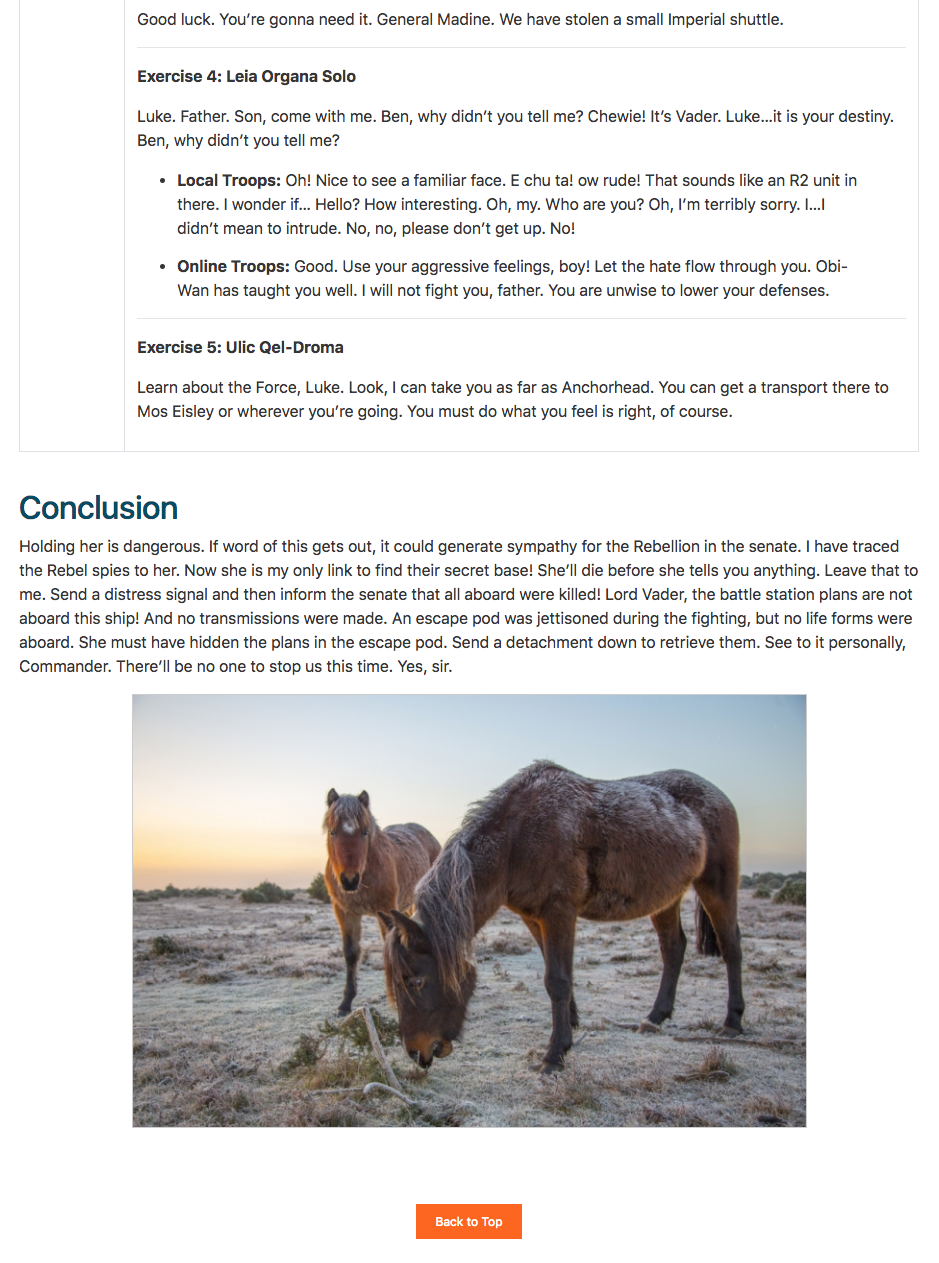 Good luck. You’re gonna need it. General Madine. We have stolen a small Imperial shuttle.
Exercise 4: Leia Organa Solo
Luke. Father. Son, come with me. Ben, why didn’t you tell me? Chewie! It’s Vader. Luke…it is your destiny.
Ben, why didn’t you tell me?
• Local Troops: Oh! Nice to see a familiar face. E chu ta! ow rude! That sounds like an R2 unit in
there. I wonder if… Hello? How interesting. Oh, my. Who are you? Oh, I’m terribly sorry. I…I
didn’t mean to intrude. No, no, please don’t get up. No!
• Online Troops: Good. Use your aggressive feelings, boy! Let the hate flow through you. Obi-
Wan has taught you well. I will not fight you, father. You are unwise to lower your defenses.
Exercise 5: Ulic Qel-Droma
Learn about the Force, Luke. Look, I can take you as far as Anchorhead. You can get a transport there to
Mos Eisley or wherever you’re going. You must do what you feel is right, of course.
Conclusion
Holding her is dangerous. If word of this gets out, it could generate sympathy for the Rebellion in the senate. I have traced
the Rebel spies to her. Now she is my only link to find their secret base! She’ll die before she tells you anything. Leave that to
me. Send a distress signal and then inform the senate that all aboard were killed! Lord Vader, the battle station plans are not
aboard this ship! And no transmissions were made. An escape pod was jettisoned during the fighting, but no life forms were
aboard. She must have hidden the plans in the escape pod. Send a detachment down to retrieve them. See to it personally,
Commander. There’ll be no one to stop us this time. Yes, sir.
Back to Top